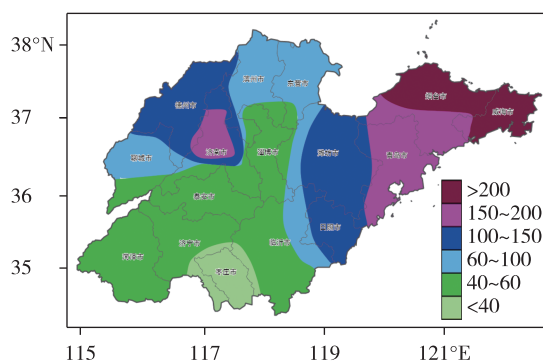 38°N
37
36
35
115
117
119
121°E
滨州市
东营市
德州市
烟台市
威海市
济南市
淄博市
潍坊市
青岛市
聊城市
泰安市
日照市
菏泽市
济宁市
临沂市
枣庄市
>200
150~200
100~150
60~100
40~60
<40